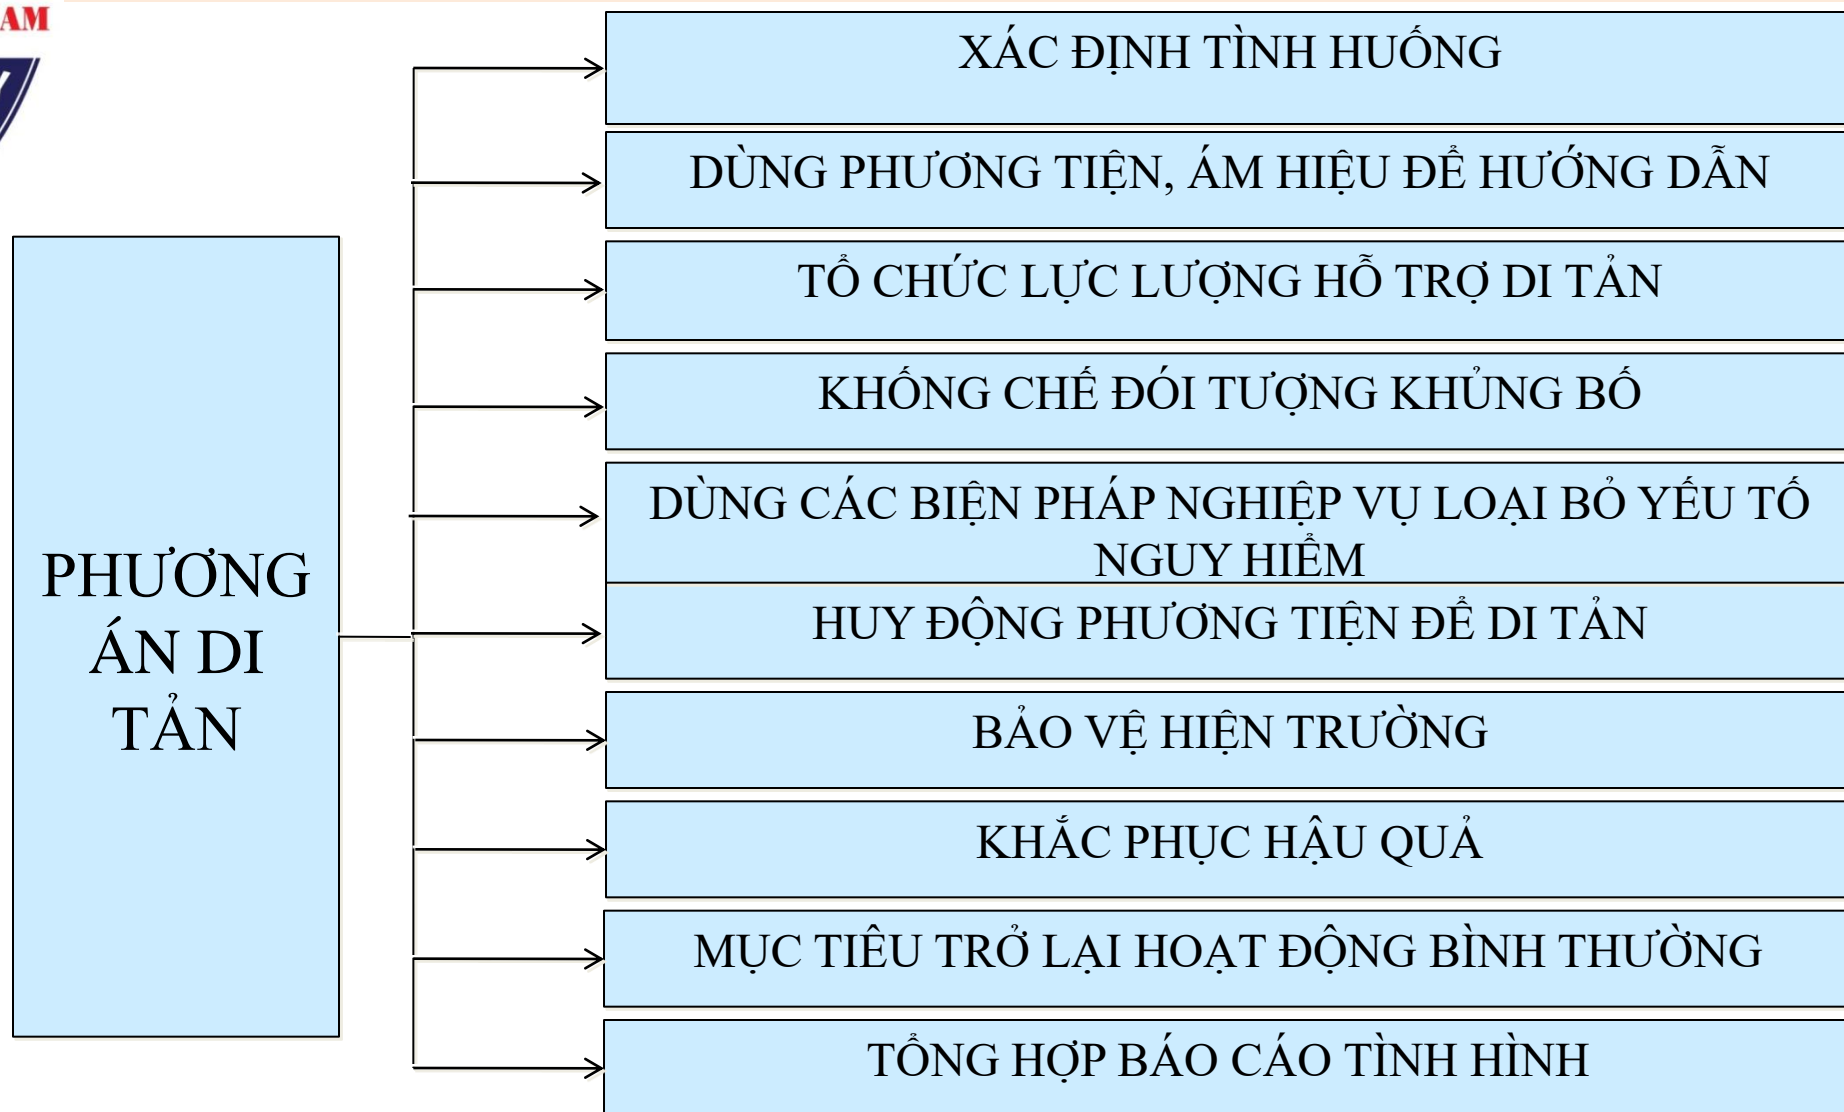 AM
XÁC ĐỊNH TÌNH HUỐNG
DÙNG PHƯƠNG TIỆN, ÁM HIỆU ĐỂ HƯỚNG DẪN
TỔ CHỨC LỰC LƯỢNG HỖ TRỢ DI TẢN
KHỐNG CHẾ ĐÓI TƯỢNG KHỦNG BỐ
DÙNG CÁC BIỆN PHÁP NGHIỆP VỤ LOẠI BỎ YẾU TỐ
NGUY HIỂM
PHƯƠNG
ÁN DI
TẢN
HUY ĐỘNG PHƯƠNG TIỆN ĐỂ DI TẢN
BẢO VỆ HIỆN TRƯỜNG
KHẮC PHỤC HẬU QUẢ
MỤC TIÊU TRỞ LẠI HOẠT ĐỘNG BÌNH THƯỜNG
TỔNG HỢP BÁO CÁO TÌNH HÌNH